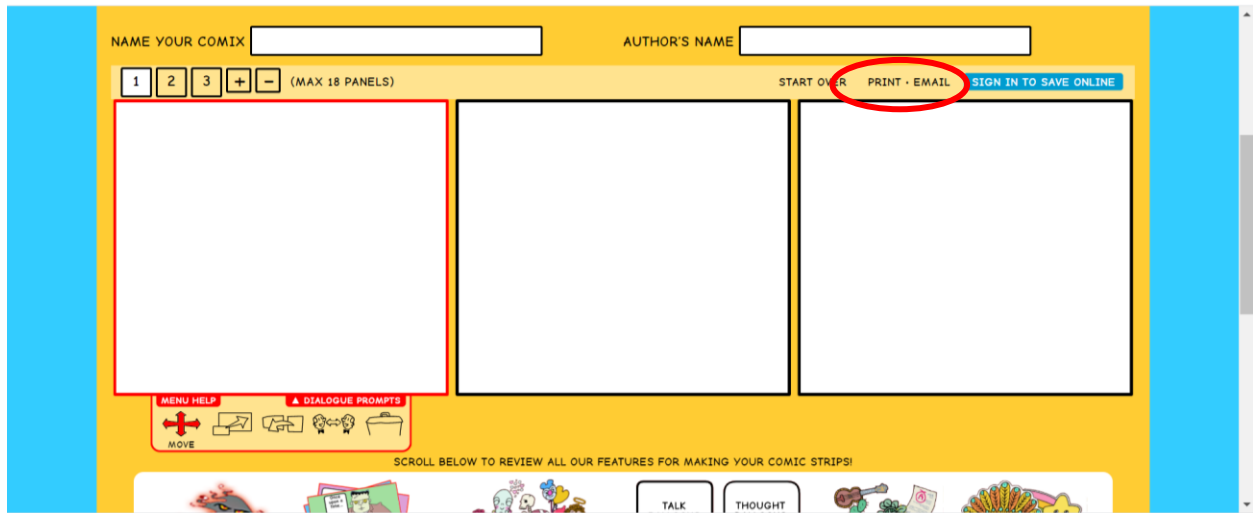 NAME YOUR COMIX AUTHOR'S NAME
1 2 3 + − (MAX 18 PANELS) START OVER PRINT · EMAIL SIGN IN TO SAVE ONLINE
MENU HELP ▲ DIALOGUE PROMPTS
MOVE
SCROLL BELOW TO REVIEW ALL OUR FEATURES FOR MAKING YOUR COMIC STRIPS!
TALK THOUGHT